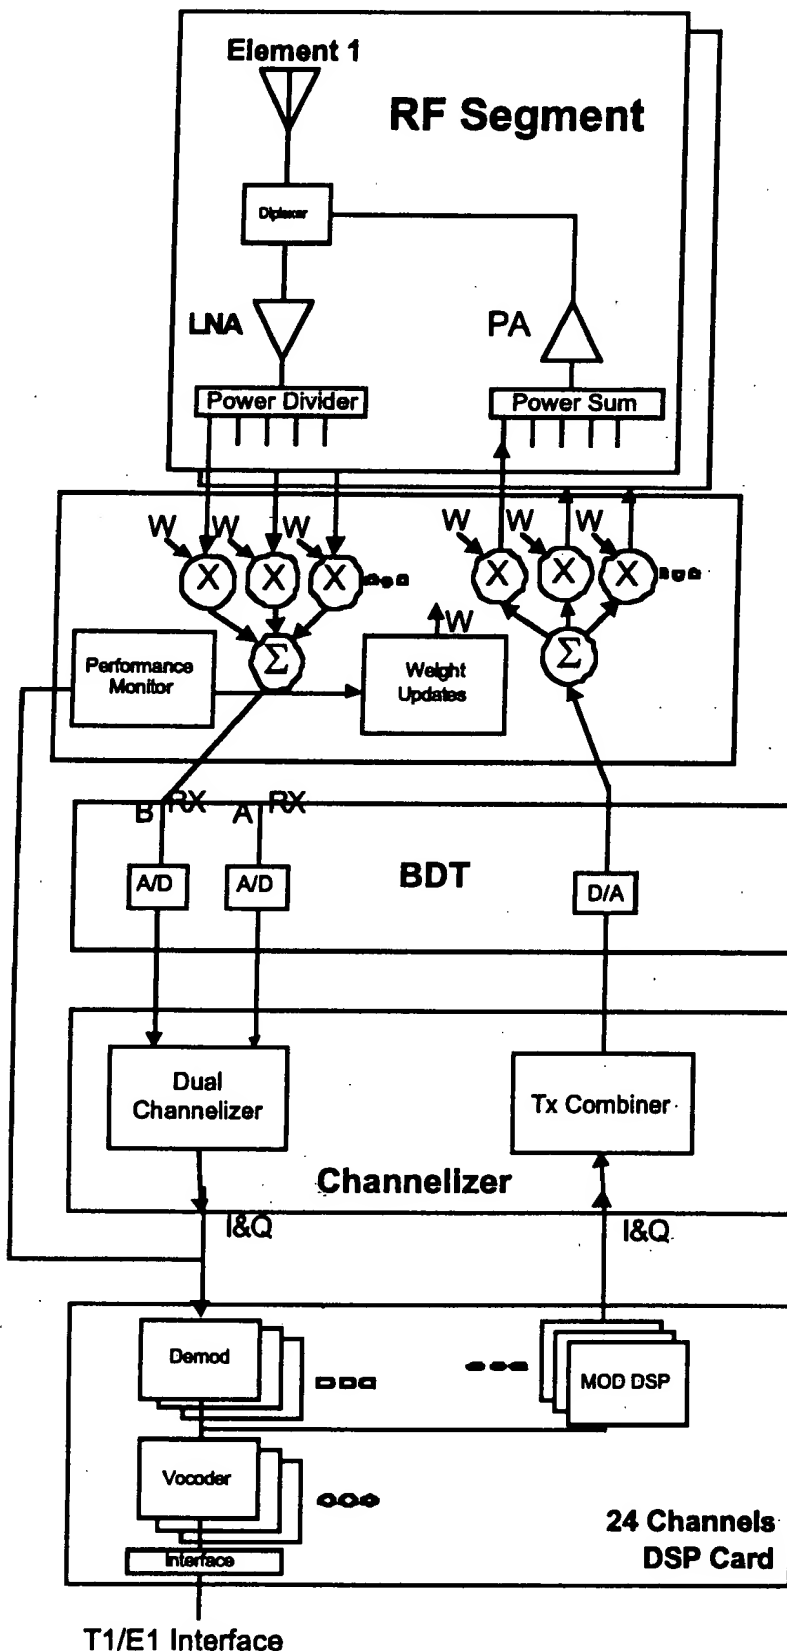 Element 1
RF Segment
Diplexer
LNA
PA
Power Divider
Power Sum
W W W
W W W
X X X
X X X
Σ
Σ
W
Performance
Monitor
Weight
Updates
B RX A RX
A/D
A/D
BDT
D/A
Dual
Channelizer
Tx Combiner
Channelizer
I&Q
I&Q
Demod
MOD DSP
Vocoder
Interface
24 Channels
DSP Card
T1/E1 Interface